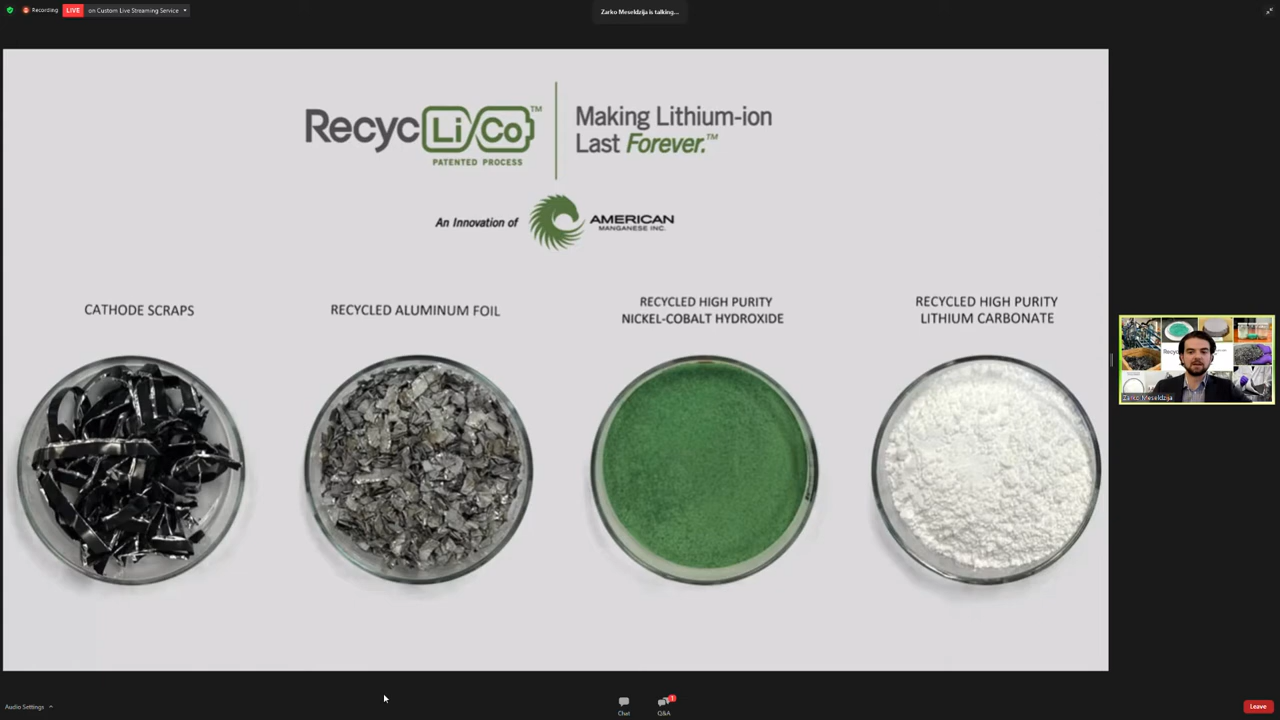 Recording
LIVE
on Custom Live Streaming Service
Zarko Meseldzija is talking...
RecycLi/Co™
PATENTED PROCESS
Making Lithium-ion
Last Forever.™
An Innovation of
AMERICAN
MANGANESE INC.
CATHODE SCRAPS
RECYCLED ALUMINUM FOIL
RECYCLED HIGH PURITY
NICKEL-COBALT HYDROXIDE
RECYCLED HIGH PURITY
LITHIUM CARBONATE
Zarko Meseldzija
Audio Settings
Chat
Q&A
Leave